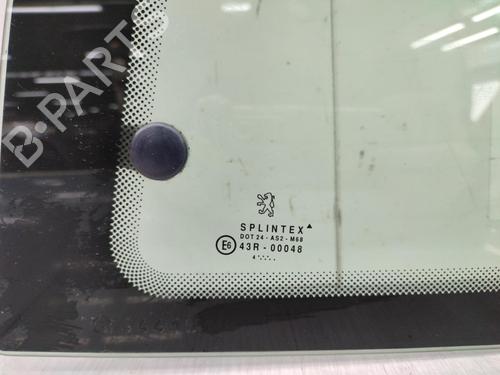 B-PARTS
SPLINTEX
DOT 24 - AS2 - M68
E6 43R - 00048